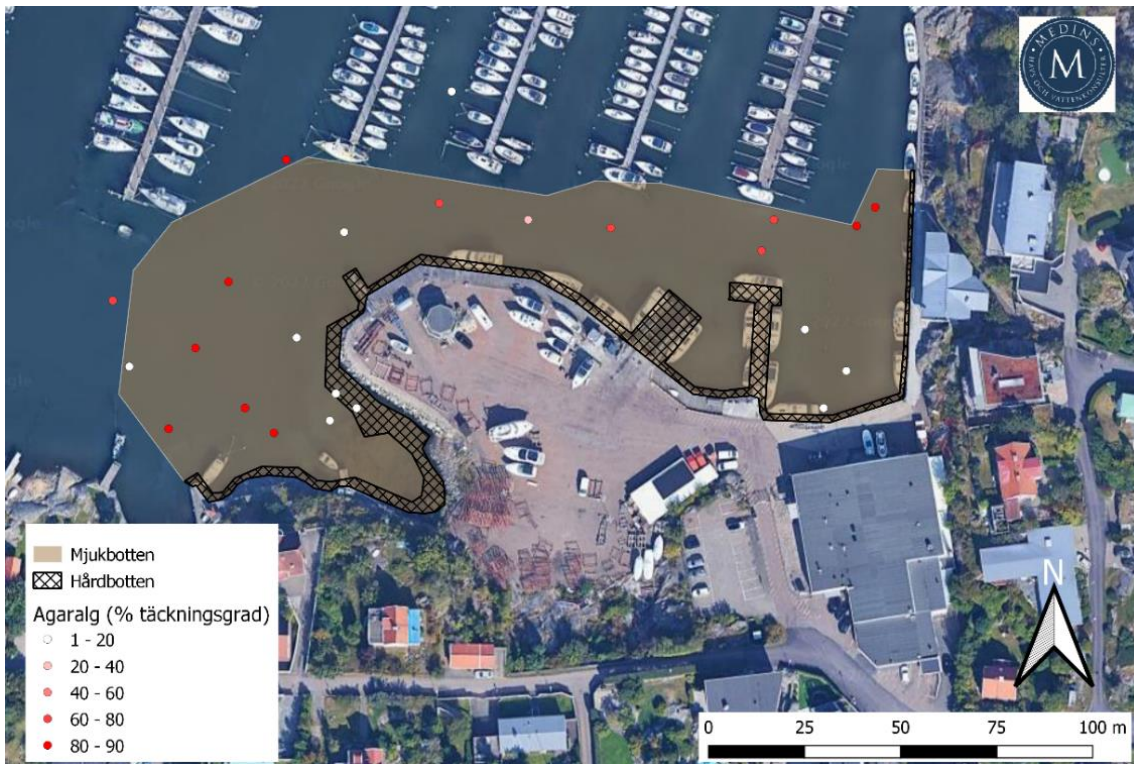 MEDINS
M
HAVS OCH VATTENKONSULTER
Mjukbotten
Hårdbotten
Agaralg (% täckningsgrad)
1 - 20
20 - 40
40 - 60
60 - 80
80 - 90
N
0 25 50 75 100 m